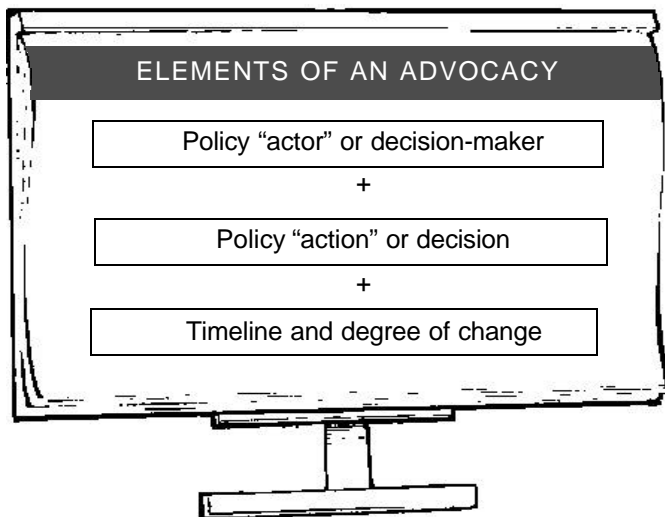 ELEMENTS OF AN ADVOCACY
Policy “actor” or decision-maker
+
Policy “action” or decision
+
Timeline and degree of change